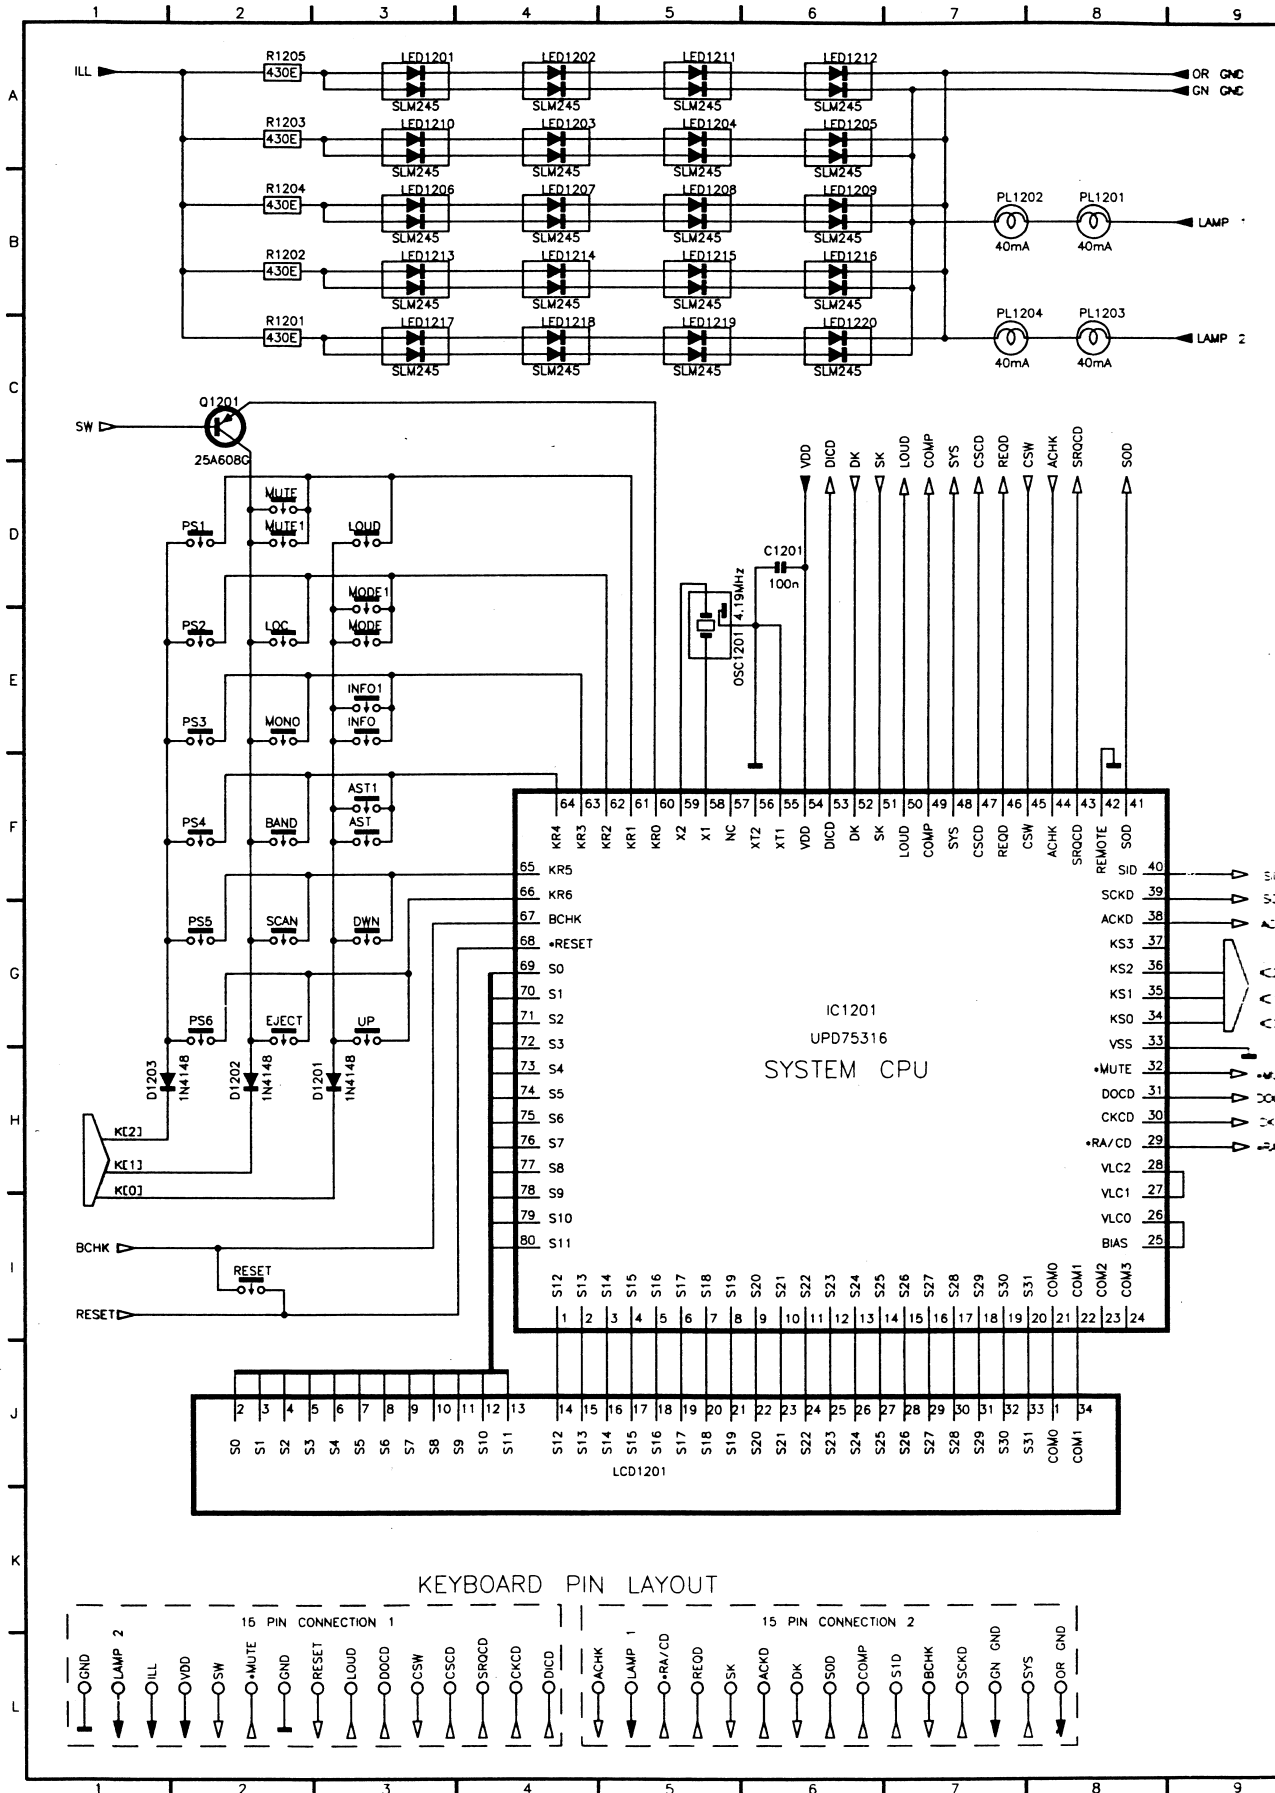 1 2 3 4 5 6 7 8 9
A
ILL
R1205
430E
LED1201 LED1202 LED1211 LED1212
SLM245 SLM245 SLM245 SLM245
OR GND
GN GND
R1203
430E
LED1210 LED1203 LED1204 LED1205
SLM245 SLM245 SLM245 SLM245
B
R1204
430E
LED1206 LED1207 LED1208 LED1209
SLM245 SLM245 SLM245 SLM245
PL1202 PL1201
40mA 40mA
LAMP
R1202
430E
LED1213 LED1214 LED1215 LED1216
SLM245 SLM245 SLM245 SLM245
C
R1201
430E
LED1217 LED1218 LED1219 LED1220
SLM245 SLM245 SLM245 SLM245
PL1204 PL1203
40mA 40mA
LAMP 2
SW
Q1201
2SA608G
VDD DICD DK SK LOUD COMP SYS CSCD REQD CSW ACHK SRQCD SOD
D
MUTE
PS1 MUTE1 LOUD
C1201
100n
OSC1201 4.19MHz
MODE1
PS2 LOC MODE
E
INFO1
PS3 MONO INFO
F
AST1
PS4 BAND AST
64 63 62 61 60 59 58 57 56 55 54 53 52 51 50 49 48 47 46 45 44 43 42 41
KR4 KR3 KR2 KR1 KR0 X2 X1 NC XT2 XT1 VDD DICD DK SK LOUD COMP SYS CSCD REQD CSW ACHK SRQCD REMOTE SOD
65 KR5
66 KR6
67 BCHK
68 •RESET
69 S0
70 S1
71 S2
72 S3
73 S4
74 S5
75 S6
76 S7
77 S8
78 S9
79 S10
80 S11
SID 40
SCKD 39
ACKD 38
KS3 37
KS2 36
KS1 35
KS0 34
VSS 33
•MUTE 32
DOCD 31
CKCD 30
•RA/CD 29
VLC2 28
VLC1 27
VLC0 26
BIAS 25
IC1201
UPD75316
SYSTEM CPU
G
PS5 SCAN DWN
PS6 EJECT UP
H
D1203 1N4148
D1202 1N4148
D1201 1N4148
K[2]
K[1]
K[0]
I
BCHK
RESET
RESET
S12 S13 S14 S15 S16 S17 S18 S19 S20 S21 S22 S23 S24 S25 S26 S27 S28 S29 S30 S31 COM0 COM1 COM2 COM3
1 2 3 4 5 6 7 8 9 10 11 12 13 14 15 16 17 18 19 20 21 22 23 24
J
2 3 4 5 6 7 8 9 10 11 12 13 14 15 16 17 18 19 20 21 22 23 24 25 26 27 28 29 30 31 32 33 1 34
S0 S1 S2 S3 S4 S5 S6 S7 S8 S9 S10 S11 S12 S13 S14 S15 S16 S17 S18 S19 S20 S21 S22 S23 S24 S25 S26 S27 S28 S29 S30 S31 COM0 COM1
LCD1201
K
KEYBOARD PIN LAYOUT
15 PIN CONNECTION 1
15 PIN CONNECTION 2
L
GND LAMP 2 ILL VDD SW •MUTE GND RESET LOUD DOCD CSW CSCD SRQCD CKCD DICD
ACHK LAMP 1 •RA/CD REQD SK ACKD DK SOD COMP S1D BCHK SCKD GN GND SYS OR GND
1 2 3 4 5 6 7 8 9